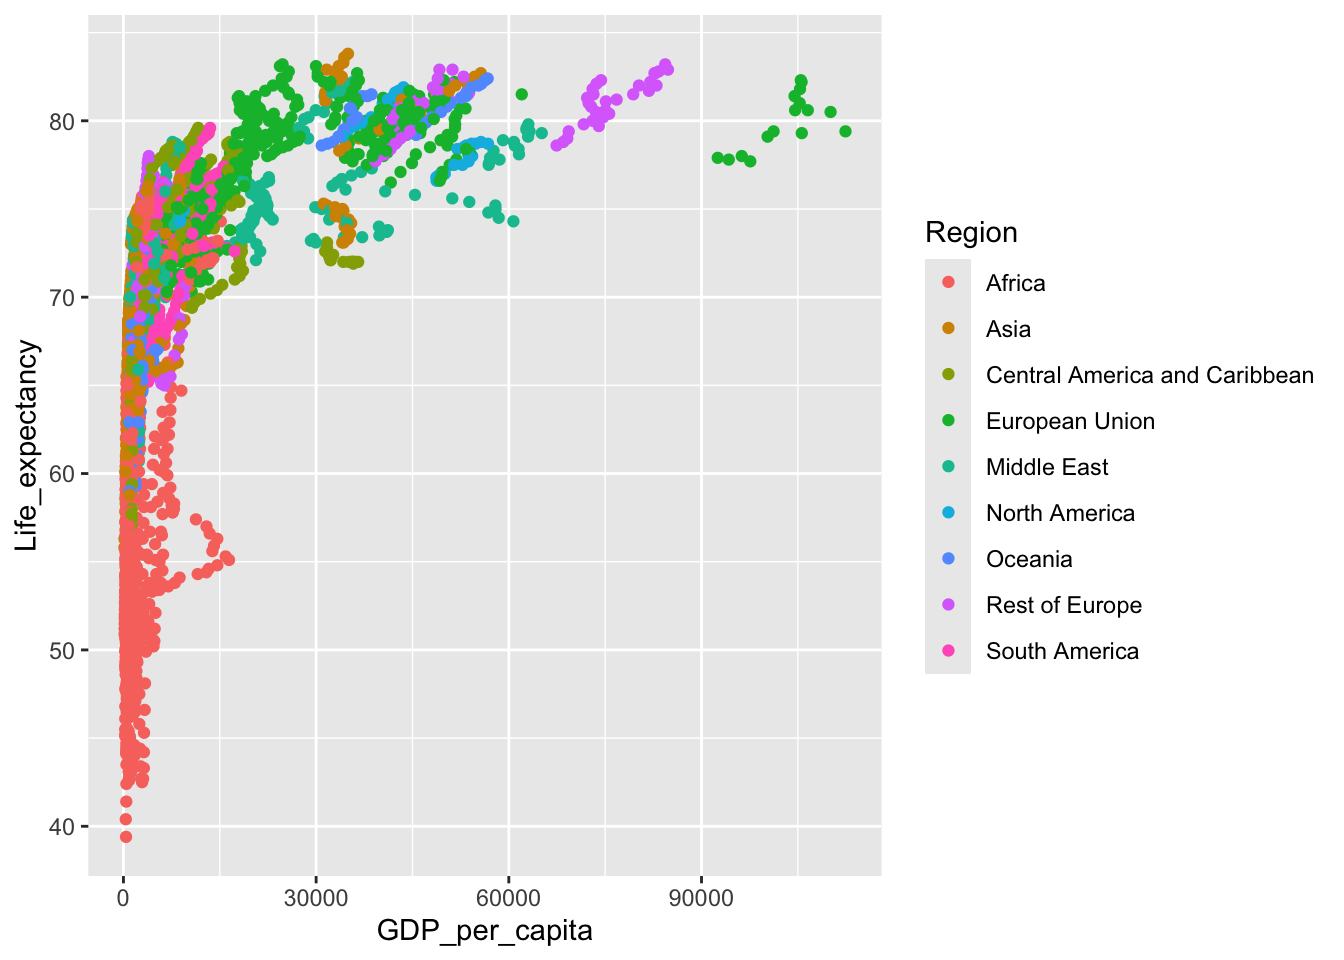 80
70
60
50
40
Life_expectancy
0
30000
60000
90000
GDP_per_capita
Region
Africa
Asia
Central America and Caribbean
European Union
Middle East
North America
Oceania
Rest of Europe
South America